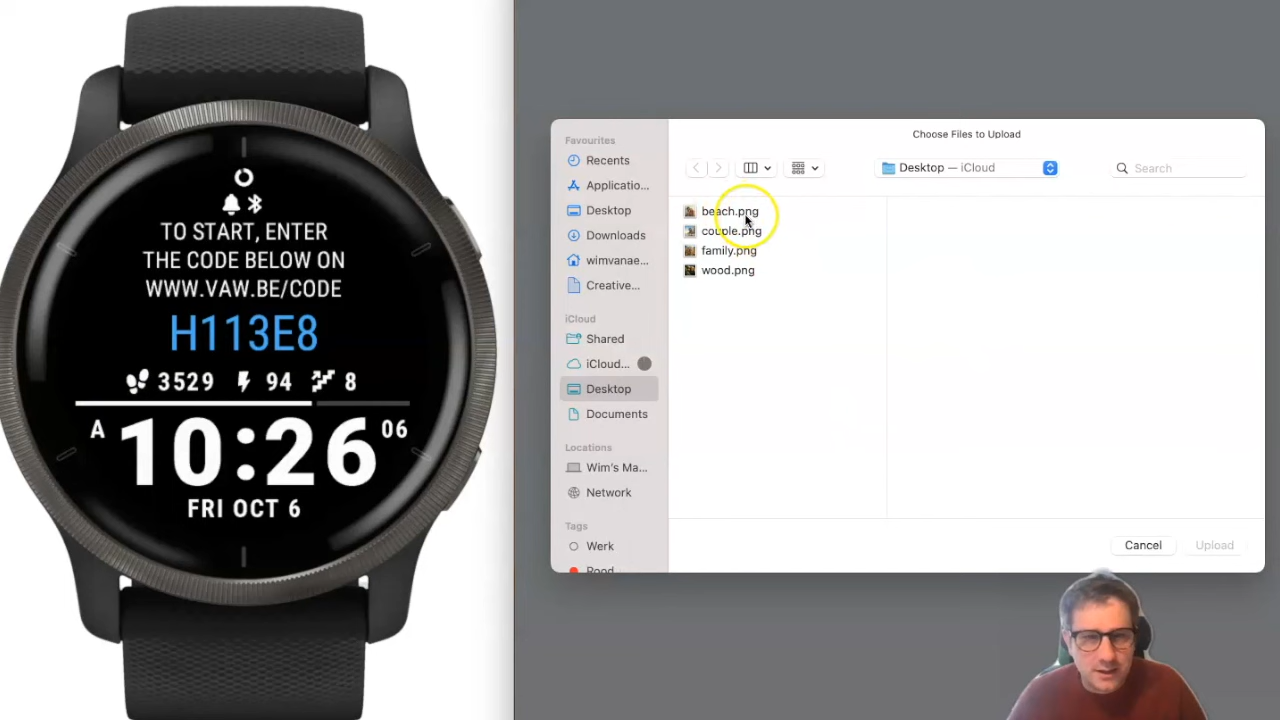 TO START, ENTER
THE CODE BELOW ON
WWW.VAW.BE/CODE
H113E8
3529 94 8
A 10:26 06
FRI OCT 6
Choose Files to Upload
Favourites
Recents
Applicatio...
Desktop
Downloads
wimvanae...
Creative...
iCloud
Shared
iCloud...
Desktop
Documents
Locations
Wim's Ma...
Network
Tags
Werk
Rood
Desktop — iCloud
Search
beach.png
couple.png
family.png
wood.png
Cancel
Upload